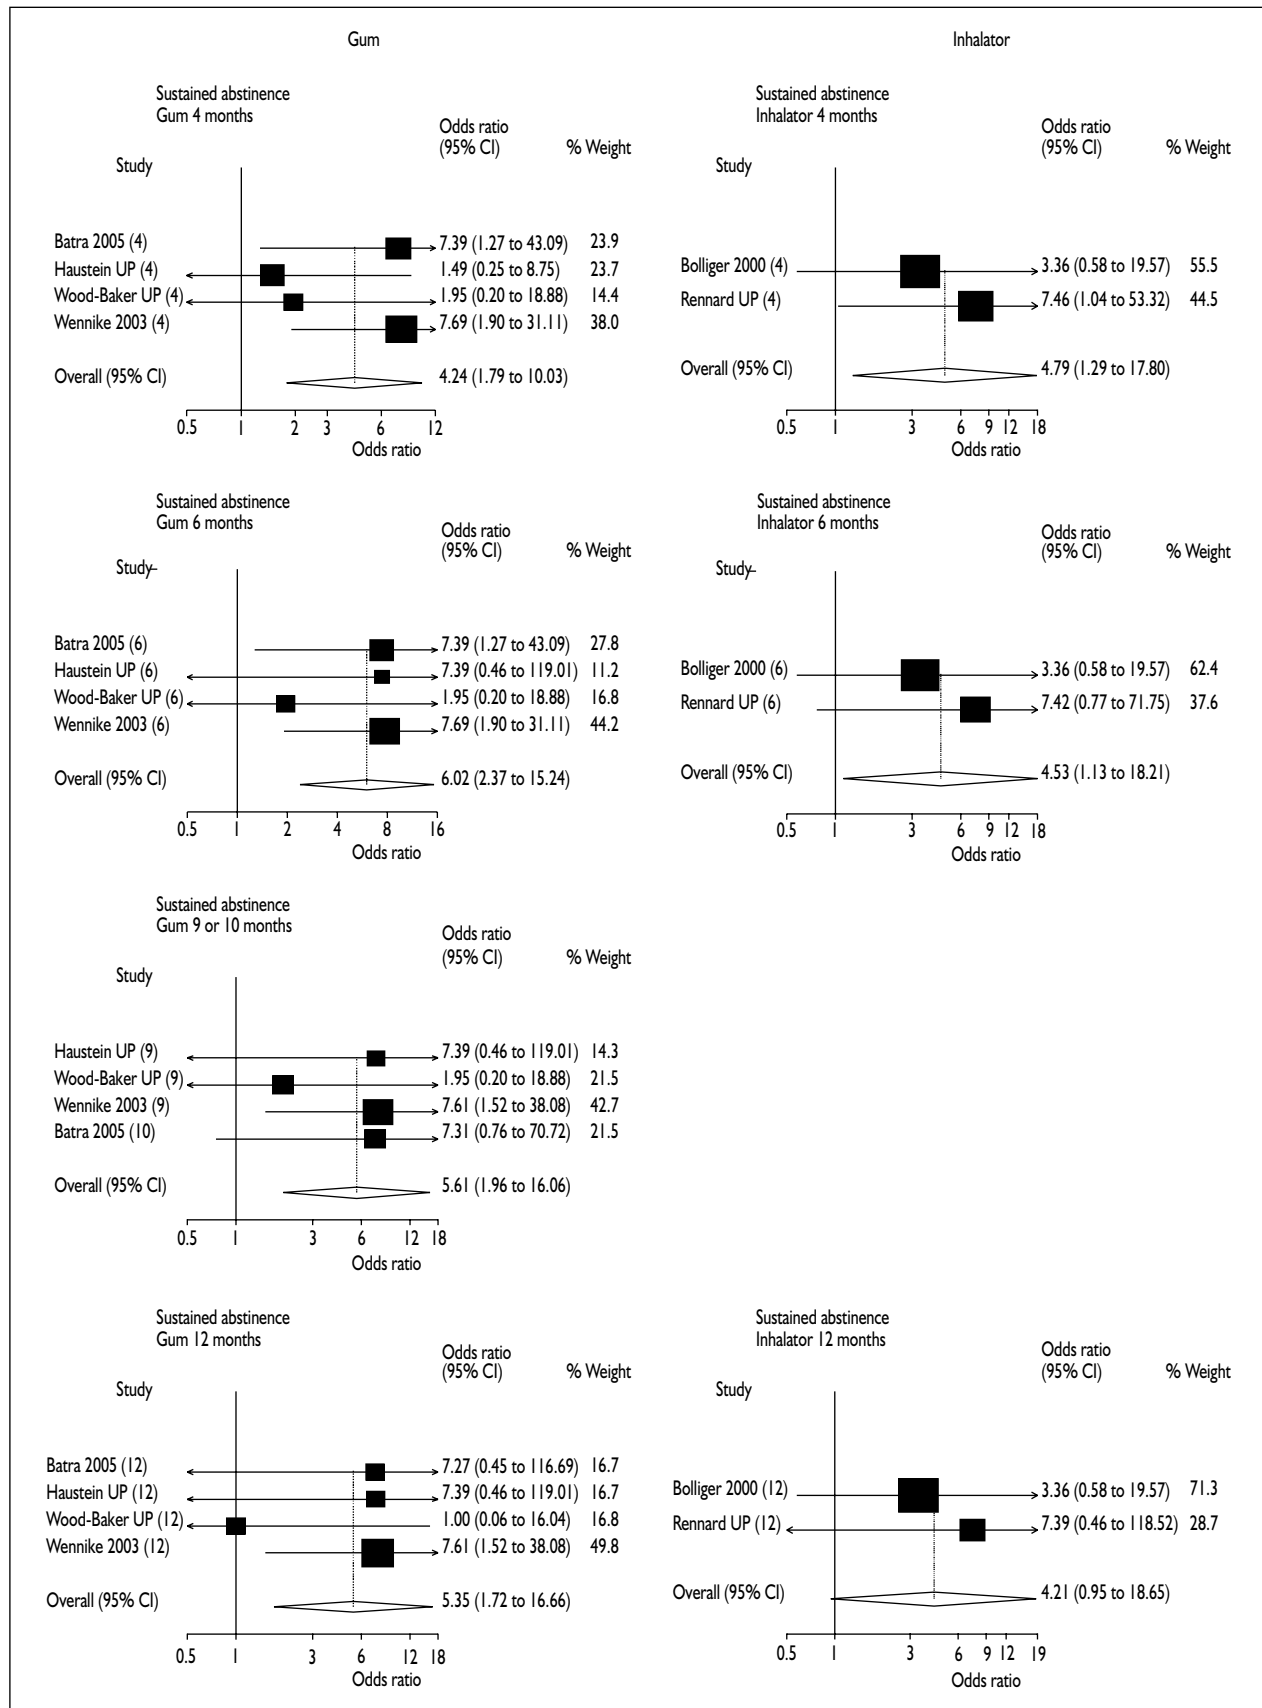 Gum
Sustained abstinence
Gum 4 months
Odds ratio
(95% CI) % Weight
Study
Batra 2005 (4) 7.39 (1.27 to 43.09) 23.9
Haustein UP (4) 1.49 (0.25 to 8.75) 23.7
Wood-Baker UP (4) 1.95 (0.20 to 18.88) 14.4
Wennike 2003 (4) 7.69 (1.90 to 31.11) 38.0
Overall (95% CI) 4.24 (1.79 to 10.03)
0.5 1 2 3 6 12
Odds ratio
Sustained abstinence
Gum 6 months
Odds ratio
(95% CI) % Weight
Study
Batra 2005 (6) 7.39 (1.27 to 43.09) 27.8
Haustein UP (6) 7.39 (0.46 to 119.01) 11.2
Wood-Baker UP (6) 1.95 (0.20 to 18.88) 16.8
Wennike 2003 (6) 7.69 (1.90 to 31.11) 44.2
Overall (95% CI) 6.02 (2.37 to 15.24)
0.5 1 2 4 8 16
Odds ratio
Sustained abstinence
Gum 9 or 10 months
Odds ratio
(95% CI) % Weight
Study
Haustein UP (9) 7.39 (0.46 to 119.01) 14.3
Wood-Baker UP (9) 1.95 (0.20 to 18.88) 21.5
Wennike 2003 (9) 7.61 (1.52 to 38.08) 42.7
Batra 2005 (10) 7.31 (0.76 to 70.72) 21.5
Overall (95% CI) 5.61 (1.96 to 16.06)
0.5 1 3 6 12 18
Odds ratio
Sustained abstinence
Gum 12 months
Odds ratio
(95% CI) % Weight
Study
Batra 2005 (12) 7.27 (0.45 to 116.69) 16.7
Haustein UP (12) 7.39 (0.46 to 119.01) 16.7
Wood-Baker UP (12) 1.00 (0.06 to 16.04) 16.8
Wennike 2003 (12) 7.61 (1.52 to 38.08) 49.8
Overall (95% CI) 5.35 (1.72 to 16.66)
0.5 1 3 6 12 18
Odds ratio
Inhalator
Sustained abstinence
Inhalator 4 months
Odds ratio
(95% CI) % Weight
Study
Bolliger 2000 (4) 3.36 (0.58 to 19.57) 55.5
Rennard UP (4) 7.46 (1.04 to 53.32) 44.5
Overall (95% CI) 4.79 (1.29 to 17.80)
0.5 1 3 6 9 12 18
Odds ratio
Sustained abstinence
Inhalator 6 months
Odds ratio
(95% CI) % Weight
Study
Bolliger 2000 (6) 3.36 (0.58 to 19.57) 62.4
Rennard UP (6) 7.42 (0.77 to 71.75) 37.6
Overall (95% CI) 4.53 (1.13 to 18.21)
0.5 1 3 6 9 12 18
Odds ratio
Sustained abstinence
Inhalator 12 months
Odds ratio
(95% CI) % Weight
Study
Bolliger 2000 (12) 3.36 (0.58 to 19.57) 71.3
Rennard UP (12) 7.39 (0.46 to 118.52) 28.7
Overall (95% CI) 4.21 (0.95 to 18.65)
0.5 1 3 6 9 12 19
Odds ratio